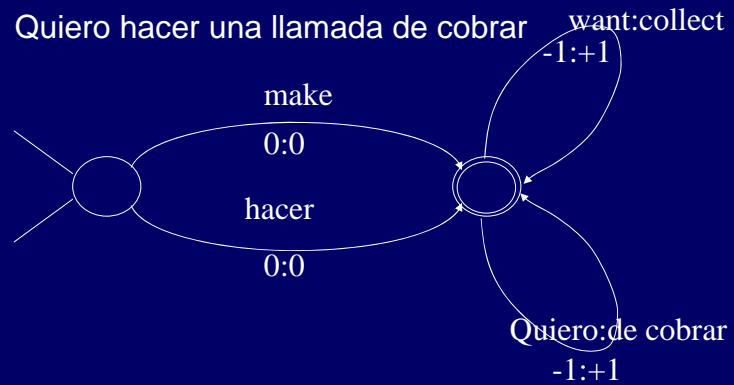 Quiero hacer una llamada de cobrar
want:collect
-1:+1
make
0:0
hacer
0:0
Quiero:de cobrar
-1:+1